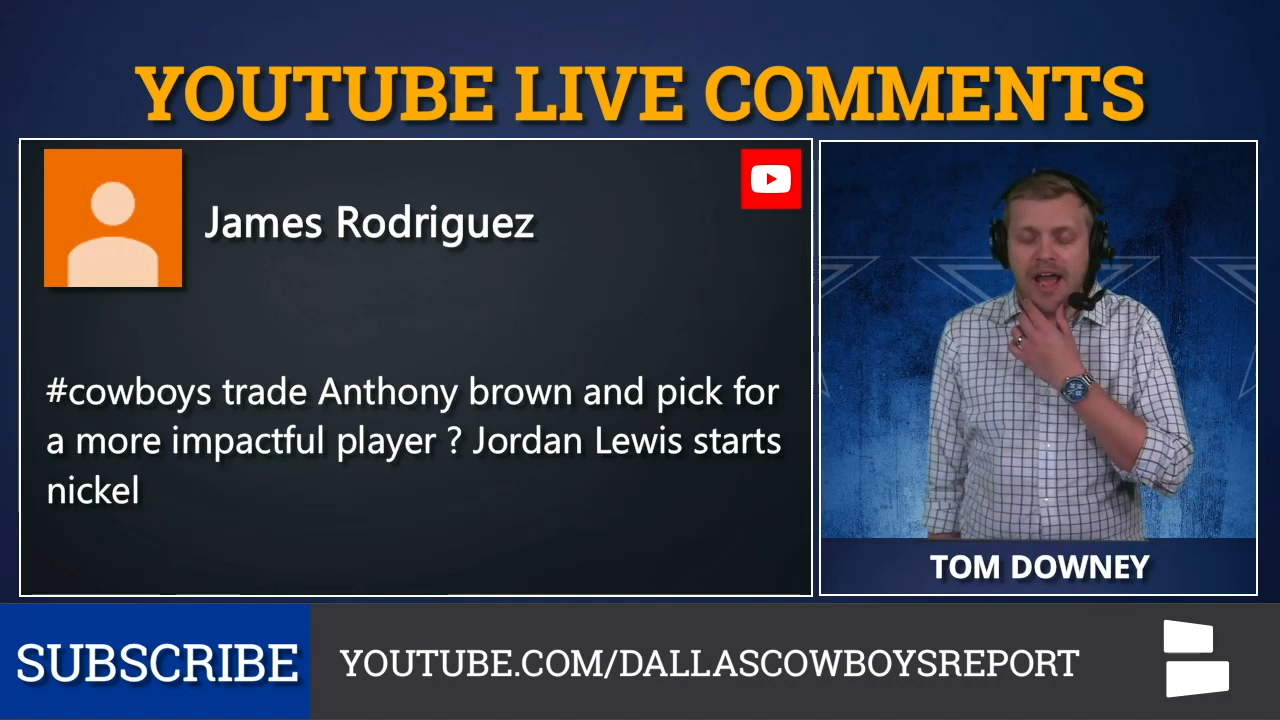 YOUTUBE LIVE COMMENTS
James Rodriguez
#cowboys trade Anthony brown and pick for
a more impactful player ? Jordan Lewis starts
nickel
TOM DOWNEY
SUBSCRIBE
YOUTUBE.COM/DALLASCOWBOYSREPORT